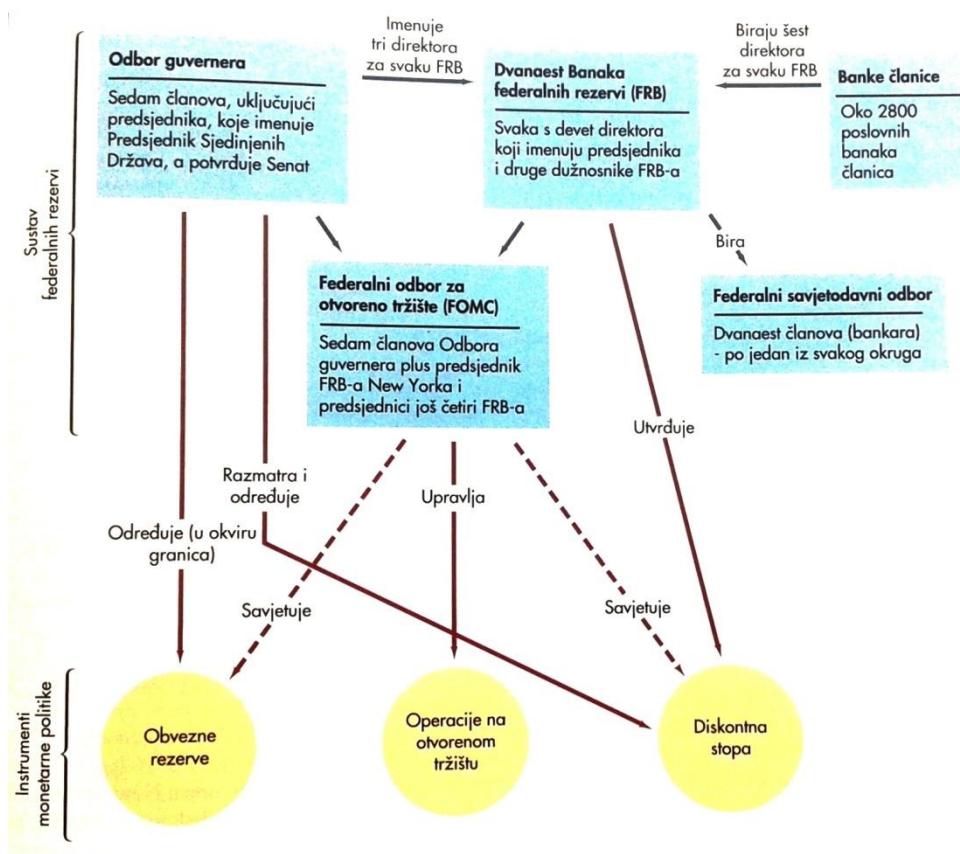 Imenuje
tri direktora
za svaku FRB
Biraju šest
direktora
za svaku FRB
Odbor guvernera
Sedam članova, uključujući
predsjednika, koje imenuje
Predsjednik Sjedinjenih
Država, a potvrđuje Senat
Dvanaest Banaka
federalnih rezervi (FRB)
Svaka s devet direktora
koji imenuju predsjednika
i druge dužnosnike FRB-a
Banke članice
Oko 2800
poslovnih
banaka
članica
Sustav
federalnih rezervi
Bira
Federalni odbor za
otvoreno tržište (FOMC)
Sedam članova Odbora
guvernera plus predsjednik
FRB-a New Yorka i
predsjednici još četiri FRB-a
Federalni savjetodavni odbor
Dvanaest članova (bankara)
- po jedan iz svakog okruga
Utvrđuje
Razmatra i
određuje
Upravlja
Određuje (u okviru
granica)
Savjetuje
Savjetuje
Instrumenti
monetarne politike
Obvezne
rezerve
Operacije na
otvorenom
tržištu
Diskontna
stopa